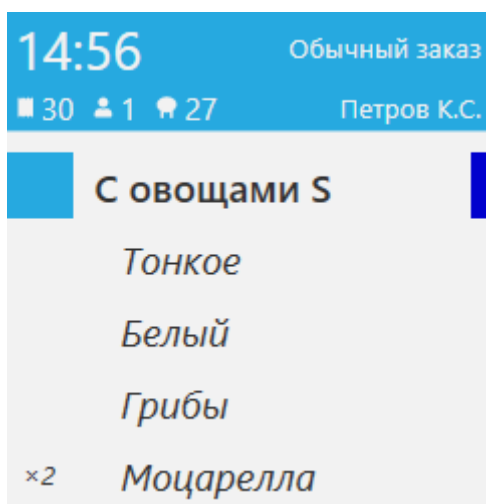 14:56 Обычный заказ
30 1 27 Петров К.С.
С овощами S
Тонкое
Белый
Грибы
×2 Моцарелла